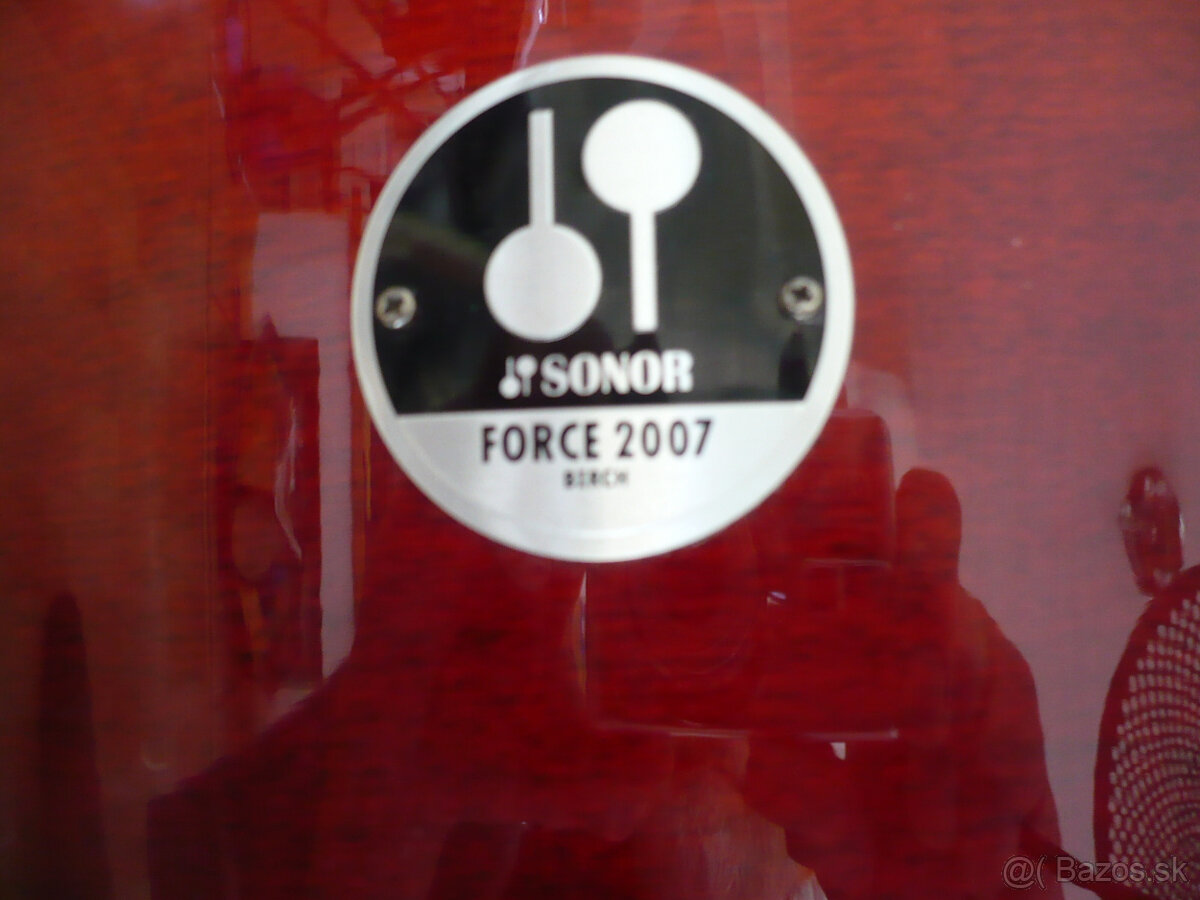 SONOR
FORCE 2007
BIRCH
@( Bazos.sk